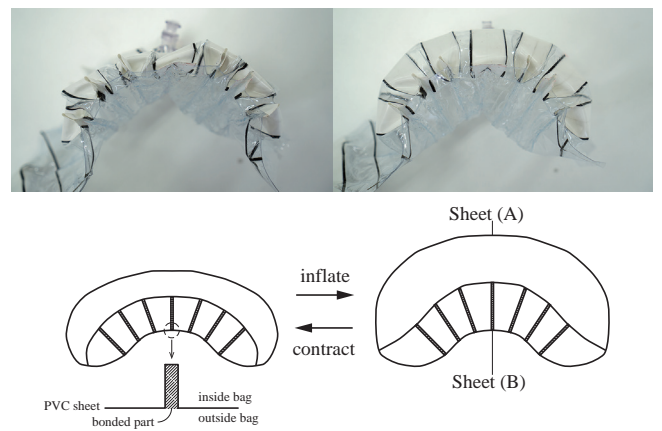 Sheet (A)
inflate
contract
Sheet (B)
PVC sheet
inside bag
bonded part
outside bag